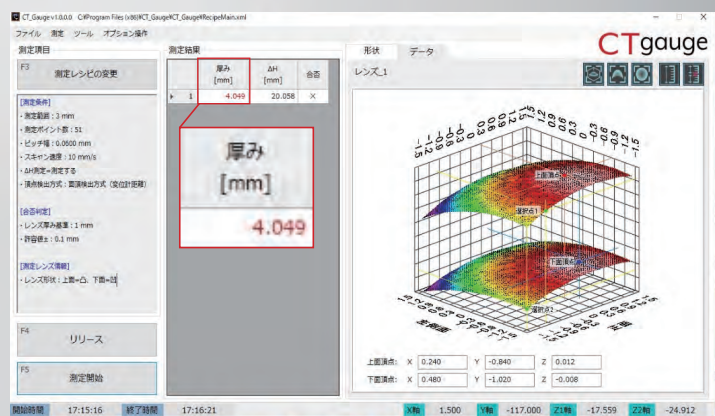 CT_Gauge v1.0.0.0 C:¥Program Files (x86)¥CT_Gauge¥CT_Gauge¥RecipeMain.xml
ファイル 測定 ツール オプション操作
測定項目
F3
測定レシピの変更
[測定条件]
・測定範囲：3 mm
・測定ポイント数：51
・ピッチ幅：0.0600 mm
・スキャン速度：10 mm/s
・ΔH測定=測定する
・頂点検出方式：面頂検出方式（変位計距離）
[合否判定]
・レンズ厚み基準：1 mm
・許容値±：0.1 mm
[測定レンズ情報]
・レンズ形状：上面=凸、下面=凹
F4
リリース
F5
測定開始
測定結果
厚み
[mm]
ΔH
[mm]
合否
1 4.049 20.058 ×
厚み
[mm]
4.049
形状 データ
CTgauge
レンズ_1
上面頂点
選択点1
下面頂点
選択点2
左側面
正面
上面頂点: X 0.240 Y -0.840 Z 0.012
下面頂点: X 0.480 Y -1.020 Z -0.008
開始時間 17:15:16 終了時間 17:16:21 X軸 1.500 Y軸 -117.000 Z1軸 -17.559 Z2軸 -24.912